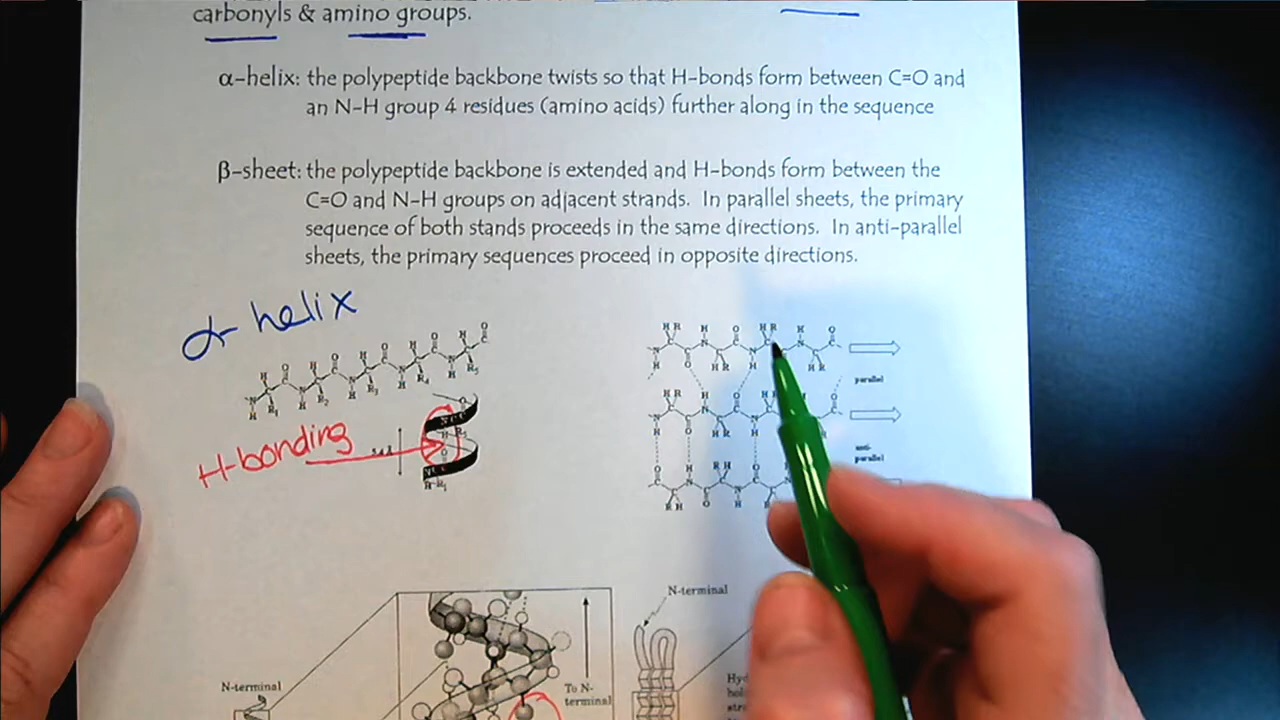 carbonyls & amino groups.
α-helix: the polypeptide backbone twists so that H-bonds form between C=O and
an N-H group 4 residues (amino acids) further along in the sequence
β-sheet: the polypeptide backbone is extended and H-bonds form between the
C=O and N-H groups on adjacent strands. In parallel sheets, the primary
sequence of both stands proceeds in the same directions. In anti-parallel
sheets, the primary sequences proceed in opposite directions.
α-helix
parallel
H-bonding
anti-
parallel
N-terminal
N-terminal
To N-
terminal